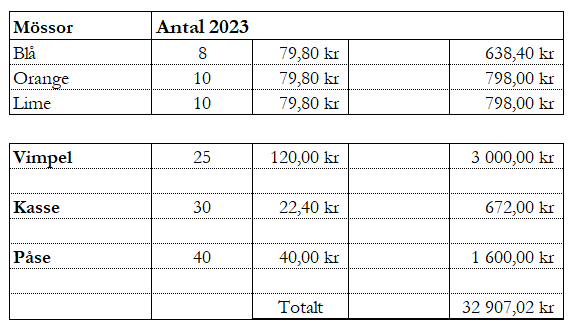 Mössor Antal 2023
Blå 8 79,80 kr 638,40 kr
Orange 10 79,80 kr 798,00 kr
Lime 10 79,80 kr 798,00 kr
Vimpel 25 120,00 kr 3 000,00 kr
Kasse 30 22,40 kr 672,00 kr
Påse 40 40,00 kr 1 600,00 kr
Totalt 32 907,02 kr